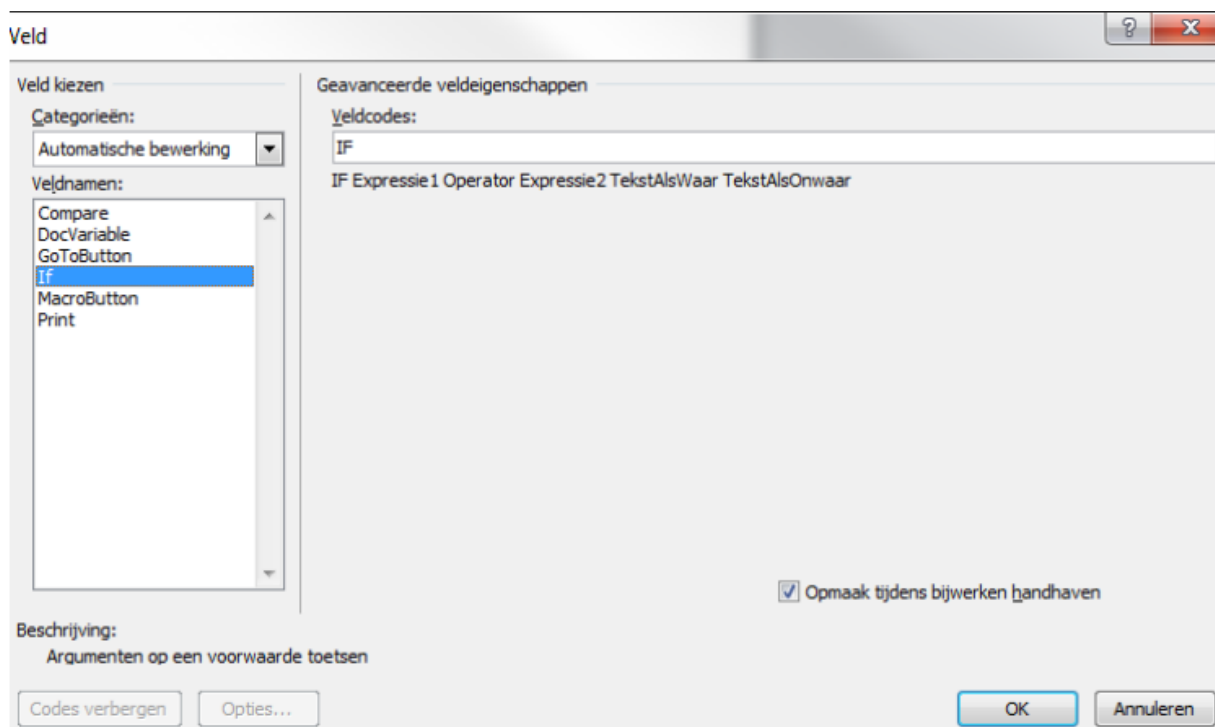 Veld
Veld kiezen
Categorieën:
Automatische bewerking
Veldnamen:
Compare
DocVariable
GoToButton
If
MacroButton
Print
Geavanceerde veldeigenschappen
Veldcodes:
IF
IF Expressie1 Operator Expressie2 TekstAlsWaar TekstAlsOnwaar
Opmaak tijdens bijwerken handhaven
Beschrijving:
Argumenten op een voorwaarde toetsen
Codes verbergen
Opties...
OK
Annuleren